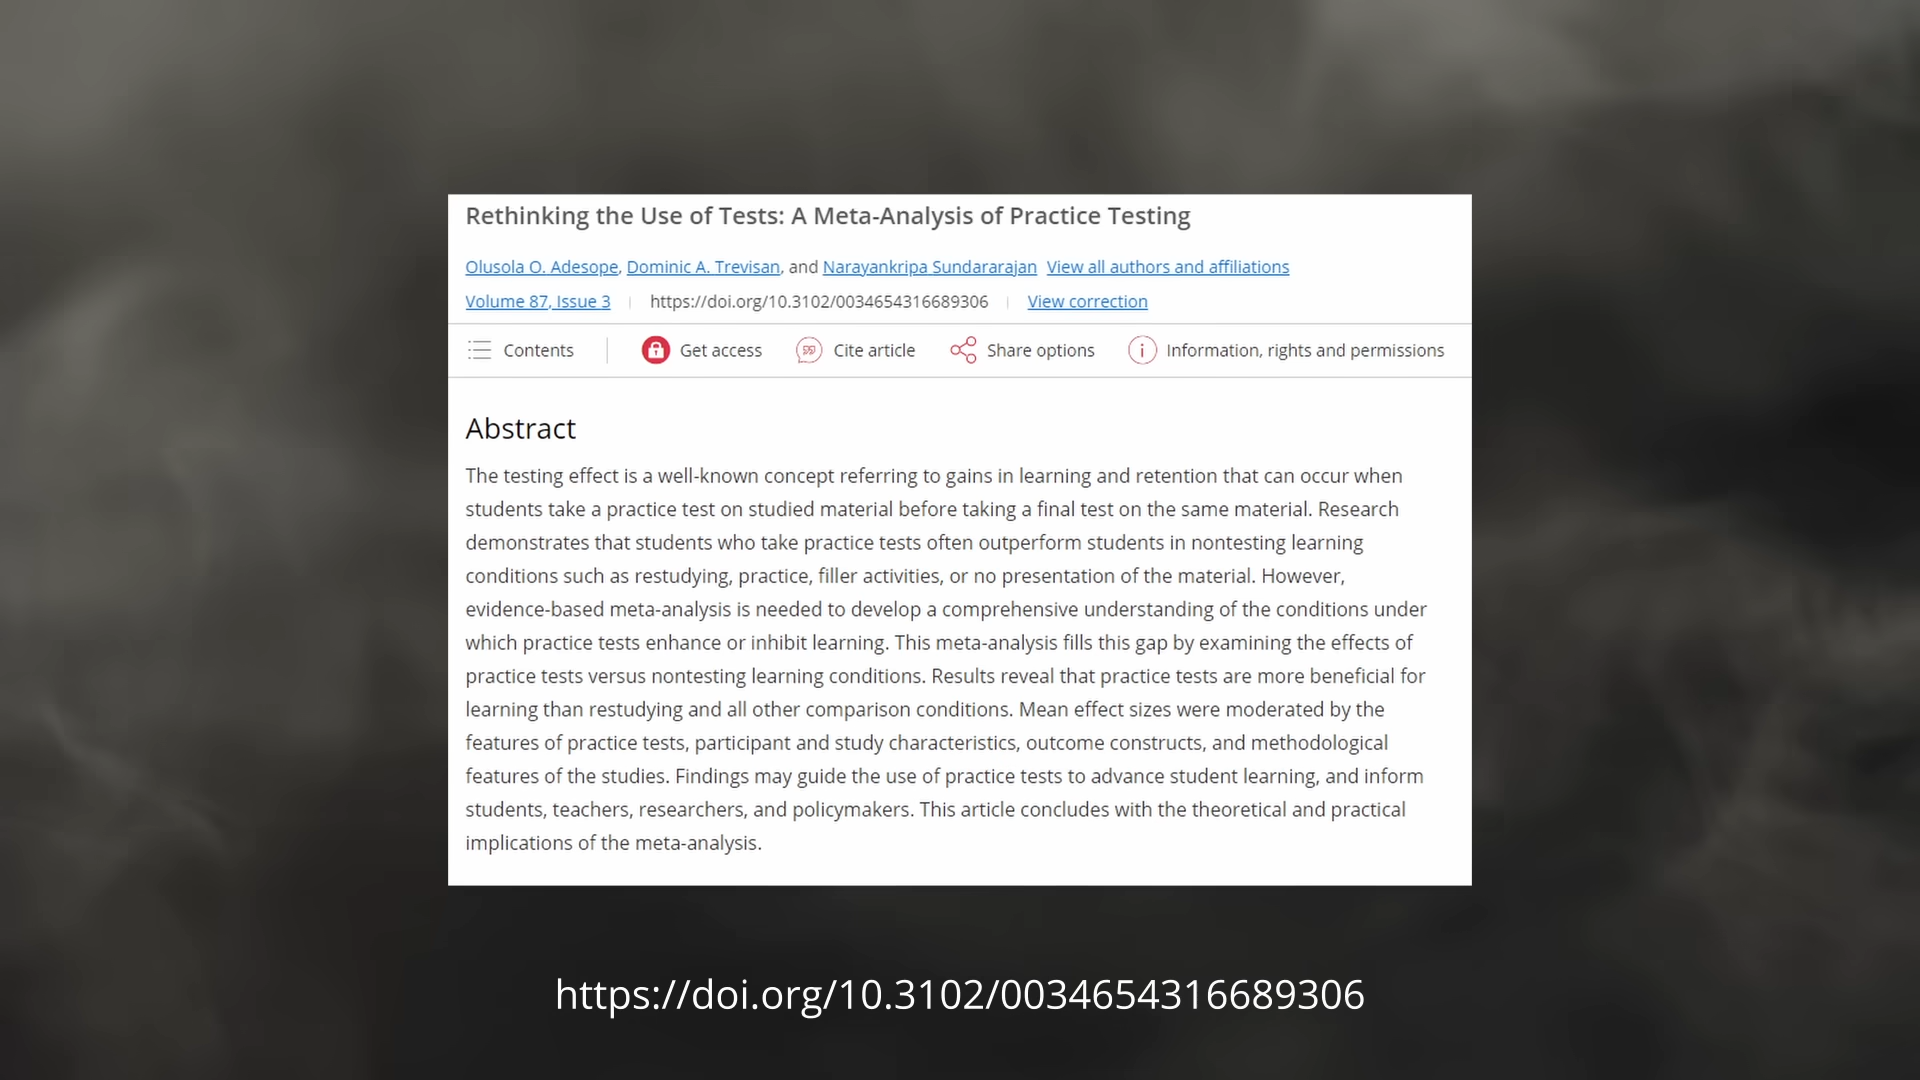 Rethinking the Use of Tests: A Meta-Analysis of Practice Testing
Olusola O. Adesope, Dominic A. Trevisan, and Narayankripa Sundararajan View all authors and affiliations
Volume 87, Issue 3 https://doi.org/10.3102/0034654316689306 View correction
Contents Get access Cite article Share options Information, rights and permissions
Abstract
The testing effect is a well-known concept referring to gains in learning and retention that can occur when
students take a practice test on studied material before taking a final test on the same material. Research
demonstrates that students who take practice tests often outperform students in nontesting learning
conditions such as restudying, practice, filler activities, or no presentation of the material. However,
evidence-based meta-analysis is needed to develop a comprehensive understanding of the conditions under
which practice tests enhance or inhibit learning. This meta-analysis fills this gap by examining the effects of
practice tests versus nontesting learning conditions. Results reveal that practice tests are more beneficial for
learning than restudying and all other comparison conditions. Mean effect sizes were moderated by the
features of practice tests, participant and study characteristics, outcome constructs, and methodological
features of the studies. Findings may guide the use of practice tests to advance student learning, and inform
students, teachers, researchers, and policymakers. This article concludes with the theoretical and practical
implications of the meta-analysis.
https://doi.org/10.3102/0034654316689306